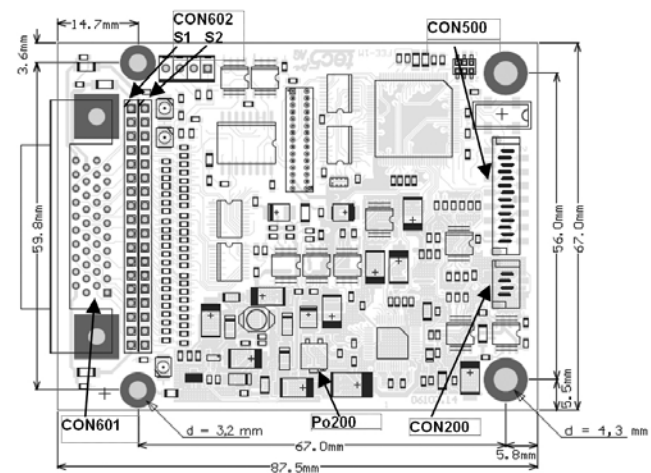 14.7mm
CON602
S1 S2
CON500
3.6mm
tec5
59.8mm
56.0mm
67.0mm
5.5mm
CON601
d = 3,2 mm
Po200
CON200
d = 4,3 mm
67.0mm
5.8mm
87.5mm